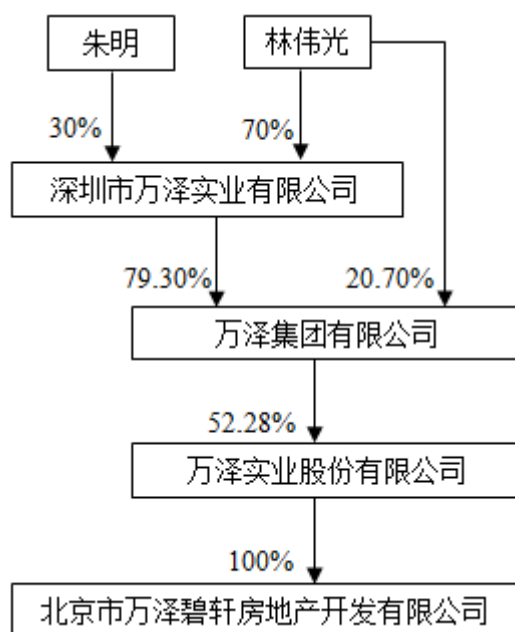 朱明
林伟光
30%
70%
深圳市万泽实业有限公司
79.30%
20.70%
万泽集团有限公司
52.28%
万泽实业股份有限公司
100%
北京市万泽碧轩房地产开发有限公司